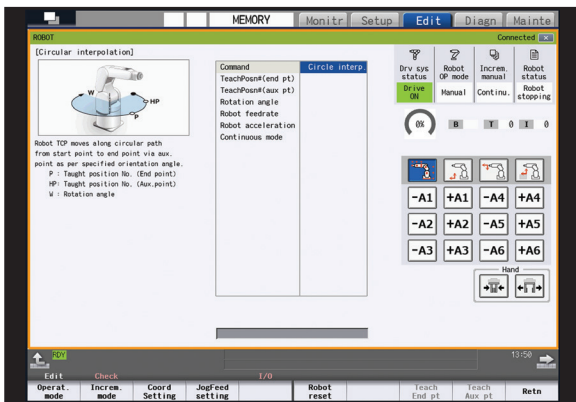 MEMORY Monitr Setup Edit Diagn Mainte
ROBOT Connected
[Circular interpolation]
W
HP
P
Robot TCP moves along circular path
from start point to end point via aux.
point as per specified orientation angle.
P : Taught position No. (End point)
HP: Taught position No. (Aux.point)
W : Rotation angle
Command Circle interp.
TeachPosn#(end pt)
TeachPosn#(aux pt)
Rotation angle
Robot feedrate
Robot acceleration
Continuous mode
Drv sys status
Robot OP mode
Increm. manual
Robot status
Drive ON
Manual
Continu.
Robot stopping
0% B T 0 I 0
-A1 +A1 -A4 +A4
-A2 +A2 -A5 +A5
-A3 +A3 -A6 +A6
Hand
RDY 13:50
Edit Check I/O
Operat. mode
Increm. mode
Coord Setting
JogFeed setting
Robot reset
Teach End pt
Teach Aux pt
Retn